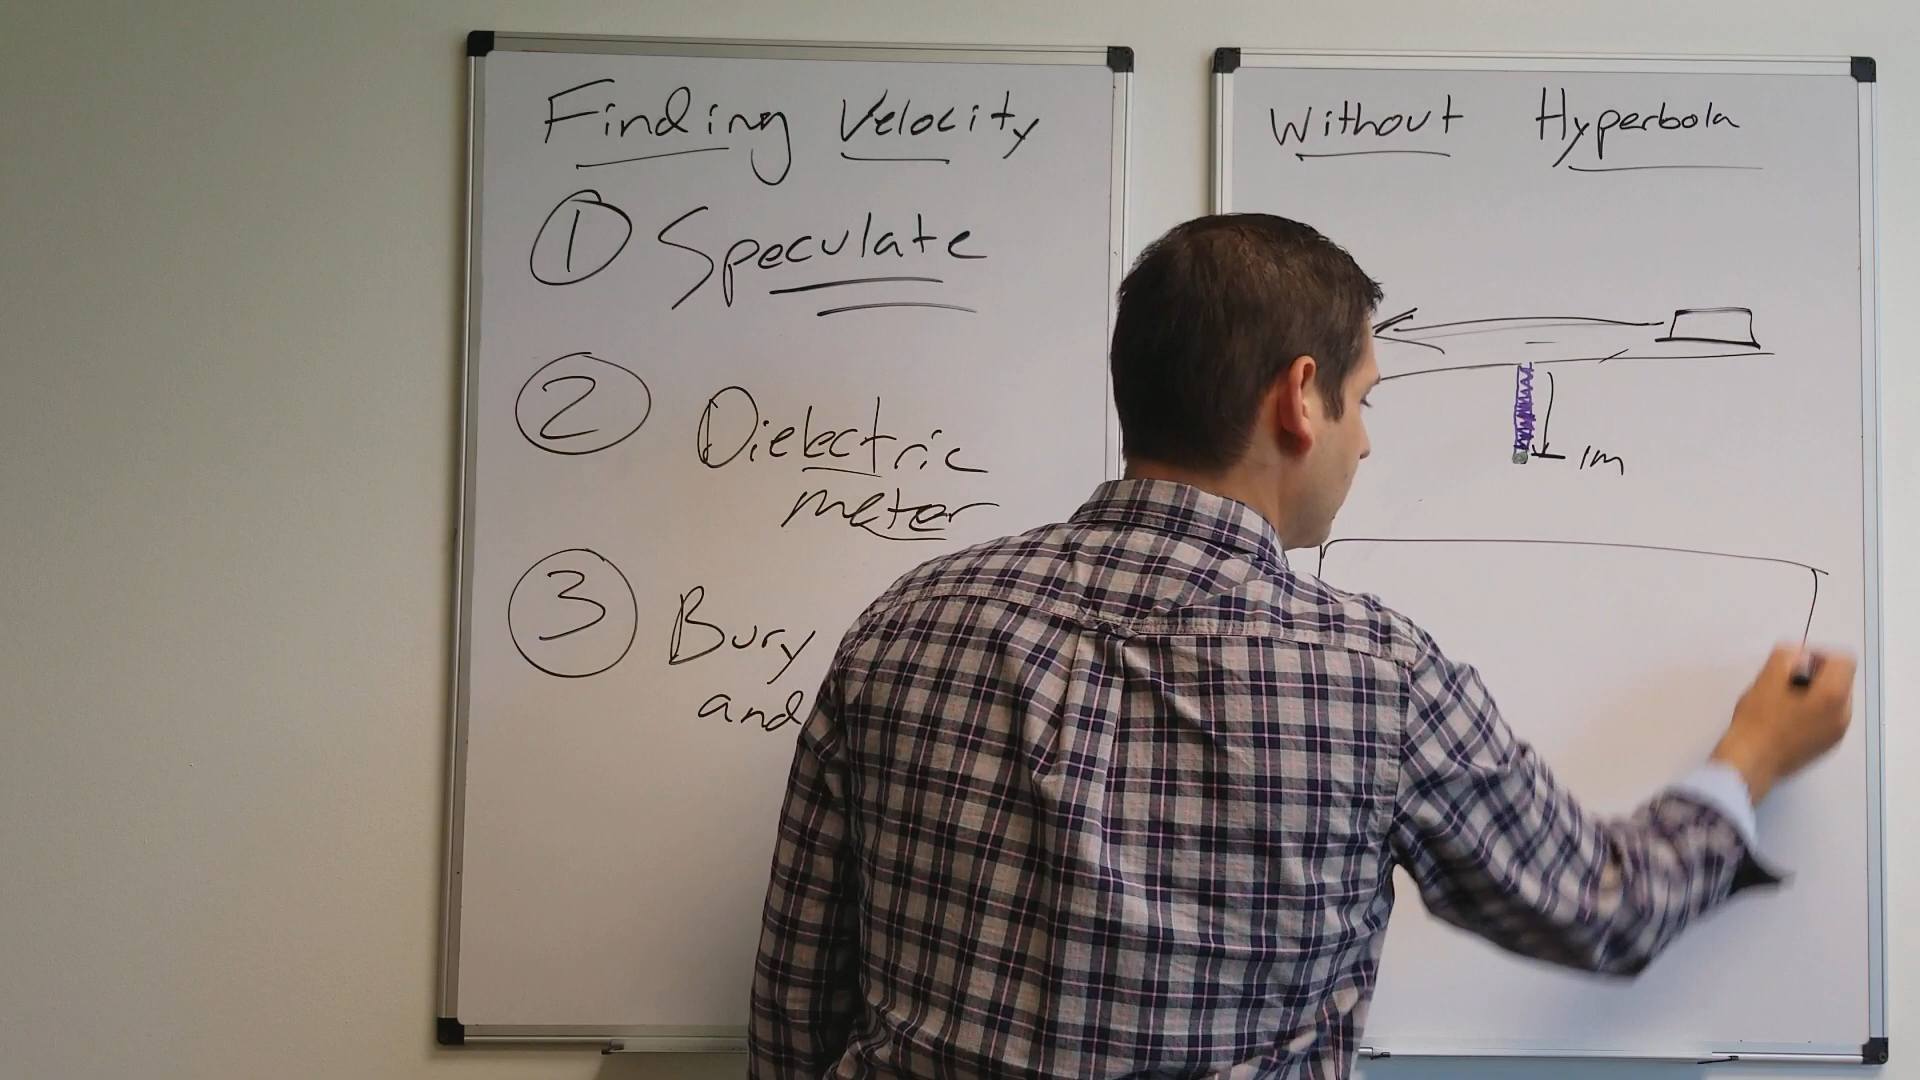 Finding Velocity
① Speculate
② Dielectric
meter
③ Bury
and
Without Hyperbola
1m